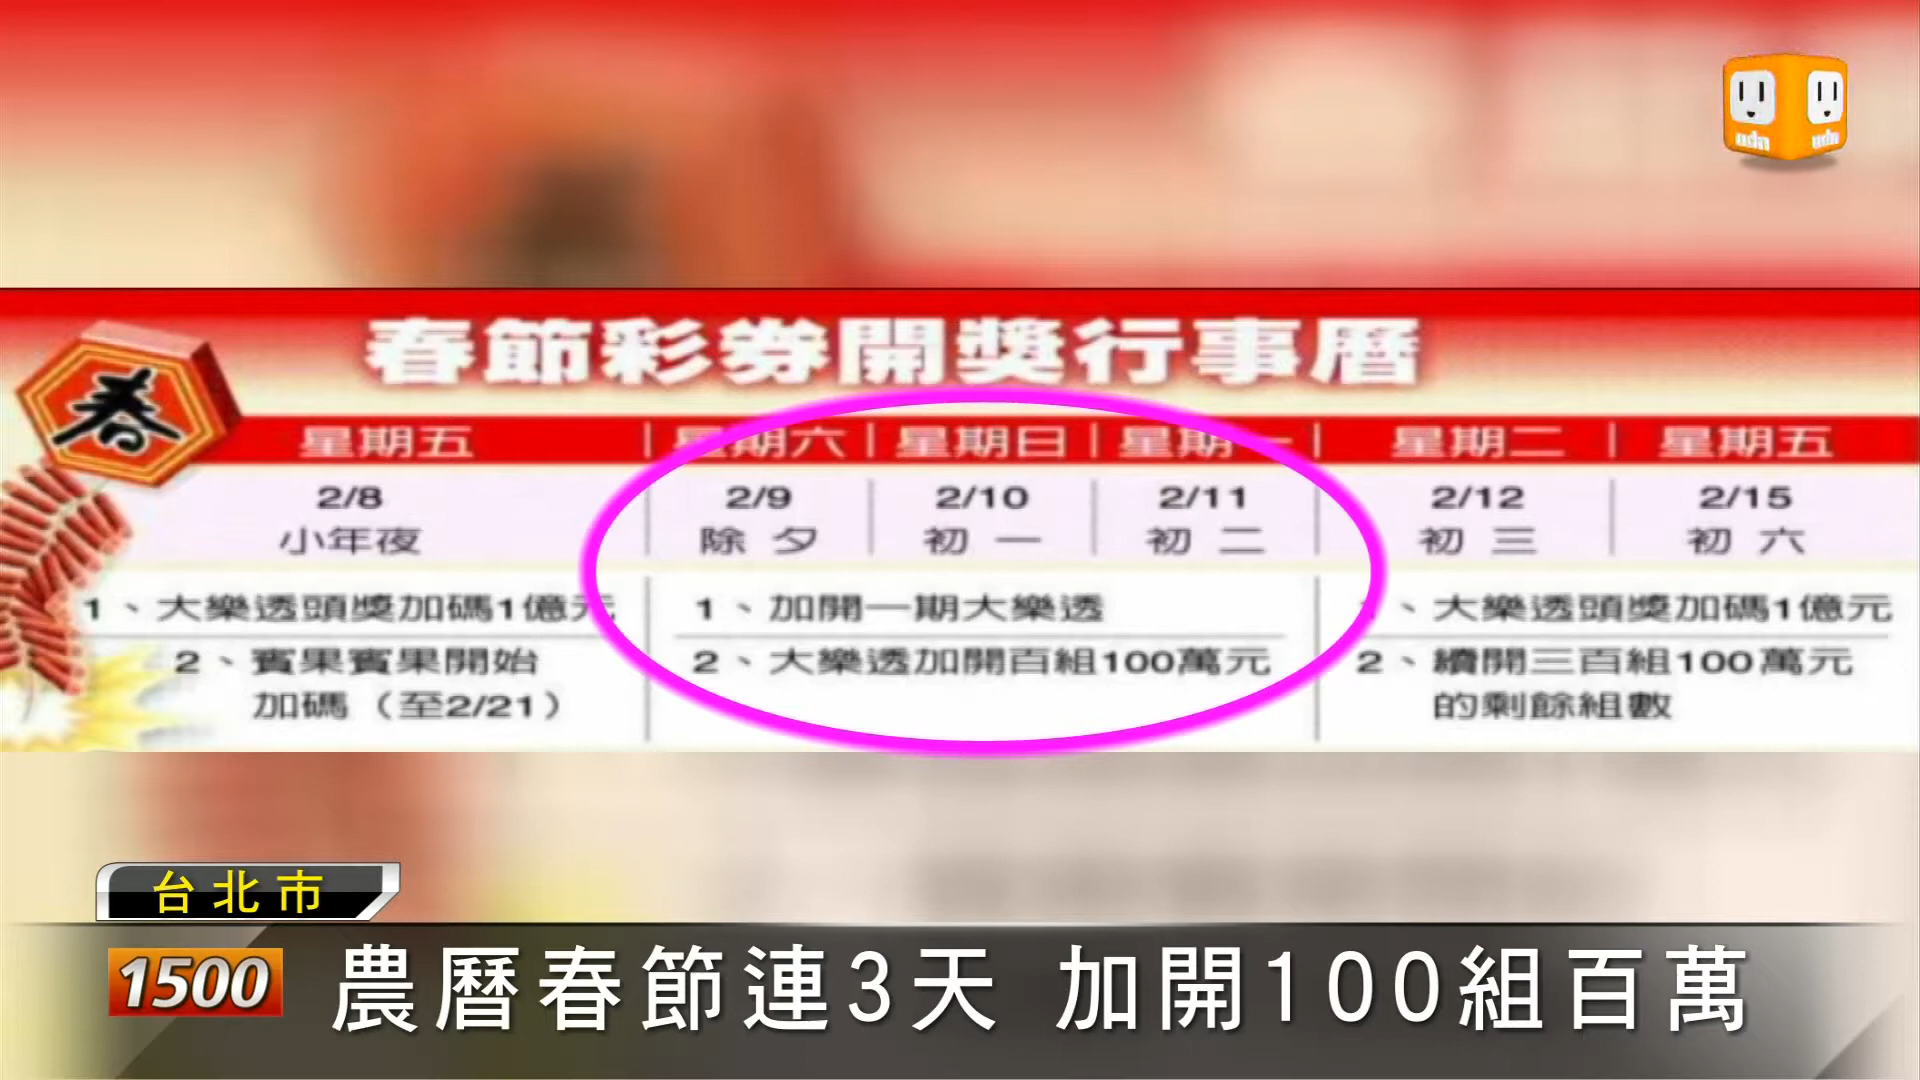 udn udn
春節彩券開獎行事曆
春
星期五 星期六 星期日 星期一 星期二 星期五
2/8 2/9 2/10 2/11 2/12 2/15
小年夜 除夕 初一 初二 初三 初六
1、大樂透頭獎加碼1億元
2、賓果賓果開始
加碼（至2/21）
1、加開一期大樂透
2、大樂透加開百組100萬元
1、大樂透頭獎加碼1億元
2、續開三百組100萬元
的剩餘組數
台北市
1500 農曆春節連3天 加開100組百萬